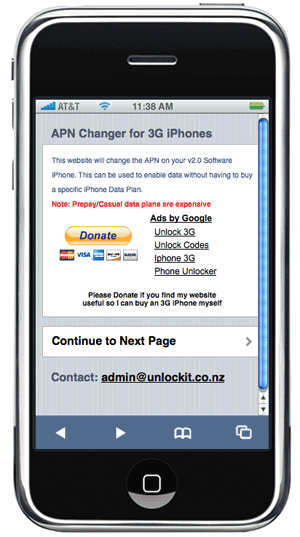 AT&T 11:38 AM
APN Changer for 3G iPhones
This website will change the APN on your v2.0 Software
iPhone. This can be used to enable data without having to buy
a specific iPhone Data Plan.
Note: Prepay/Casual data plans are expensive
Donate
VISA
Ads by Google
Unlock 3G
Unlock Codes
Iphone 3G
Phone Unlocker
Please Donate if you find my website
useful so I can buy an 3G iPhone myself
Continue to Next Page
Contact: admin@unlockit.co.nz